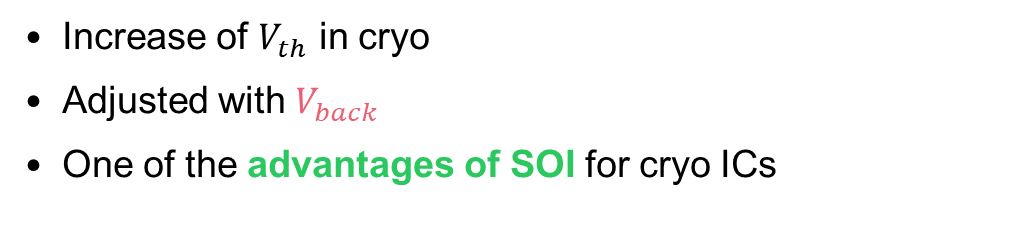 • Increase of V_th in cryo
• Adjusted with V_back
• One of the advantages of SOI for cryo ICs